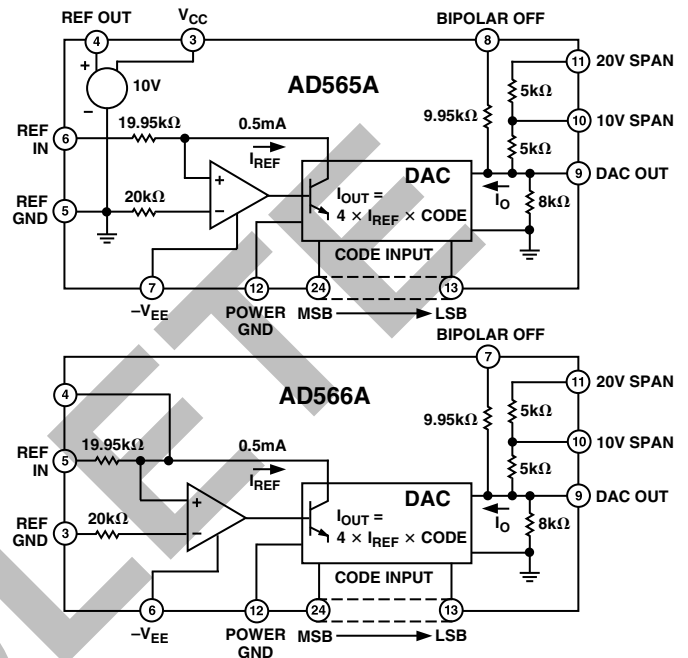 REF OUT VCC BIPOLAR OFF
4 3 8
11 20V SPAN
+ 10V AD565A 5kΩ
–
9.95kΩ 10 10V SPAN
REF IN 6 19.95kΩ 0.5mA 5kΩ
IREF
+ DAC 9 DAC OUT
REF GND 5 20kΩ – IOUT = 4 × IREF × CODE IO 8kΩ
CODE INPUT
7 12 24 13
–VEE POWER GND MSB LSB
BIPOLAR OFF
7
4 AD566A 11 20V SPAN
9.95kΩ 5kΩ
REF IN 5 19.95kΩ 0.5mA 10 10V SPAN
IREF 5kΩ
+ DAC 9 DAC OUT
REF GND 3 20kΩ – IOUT = 4 × IREF × CODE IO 8kΩ
CODE INPUT
6 12 24 13
–VEE POWER GND MSB LSB